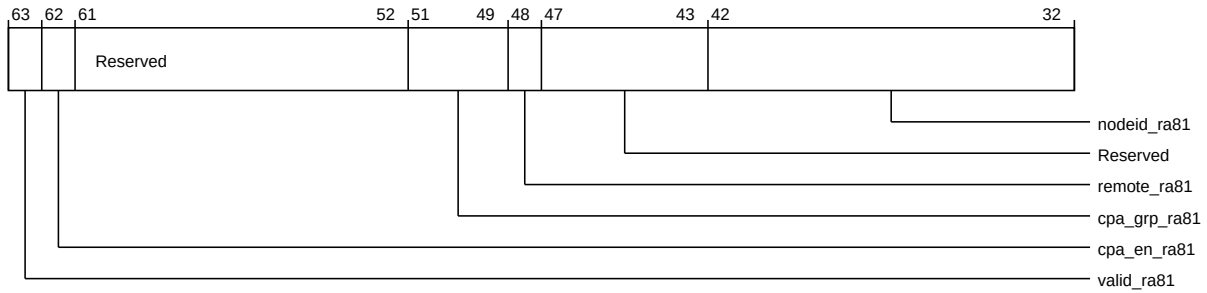 63 62 61 52 51 49 48 47 43 42 32
Reserved
nodeid_ra81
Reserved
remote_ra81
cpa_grp_ra81
cpa_en_ra81
valid_ra81